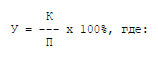 К
У = --- x 100%, где:
П